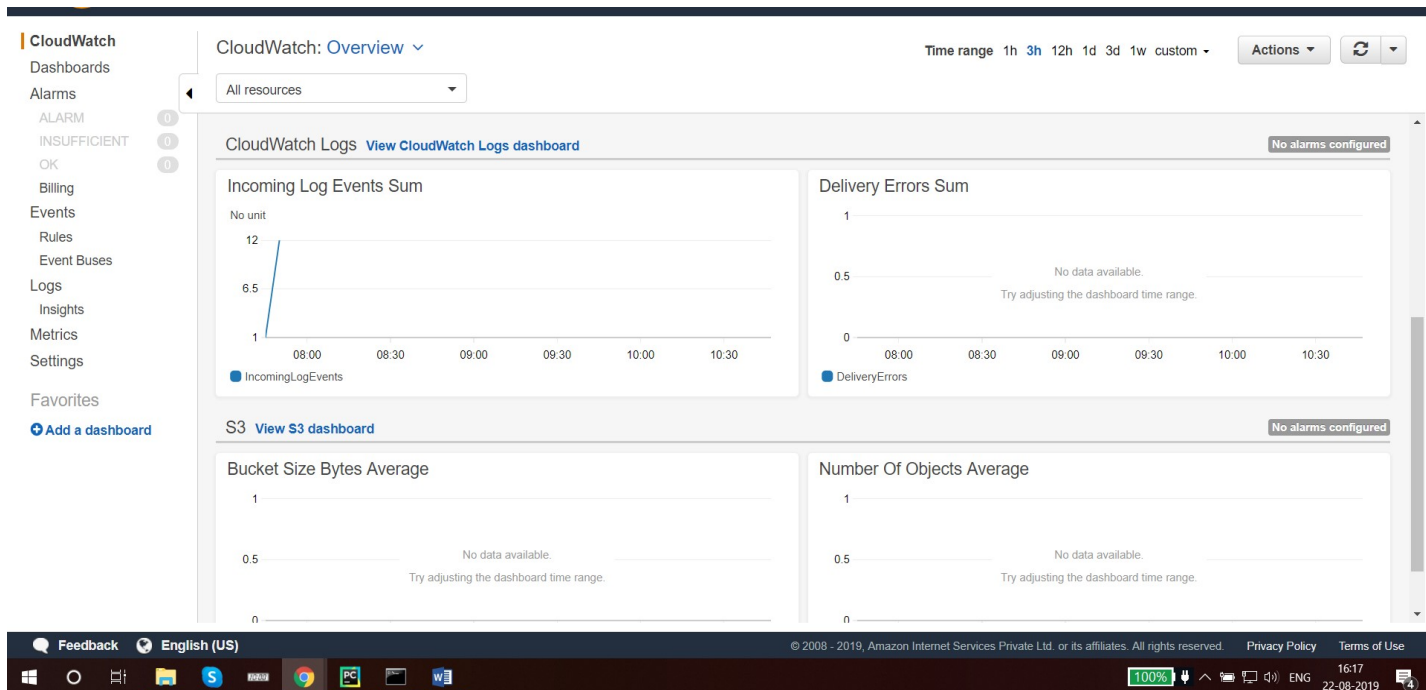 CloudWatch
Dashboards
Alarms
ALARM 0
INSUFFICIENT 0
OK 0
Billing
Events
Rules
Event Buses
Logs
Insights
Metrics
Settings
Favorites
Add a dashboard
CloudWatch: Overview
Time range 1h 3h 12h 1d 3d 1w custom
Actions
All resources
CloudWatch Logs View CloudWatch Logs dashboard
No alarms configured
Incoming Log Events Sum
No unit
12
6.5
1
08:00 08:30 09:00 09:30 10:00 10:30
IncomingLogEvents
Delivery Errors Sum
1
0.5
0
No data available.
Try adjusting the dashboard time range.
08:00 08:30 09:00 09:30 10:00 10:30
DeliveryErrors
S3 View S3 dashboard
No alarms configured
Bucket Size Bytes Average
1
0.5
0
No data available.
Try adjusting the dashboard time range.
Number Of Objects Average
1
0.5
0
No data available.
Try adjusting the dashboard time range.
Feedback English (US)
© 2008 - 2019, Amazon Internet Services Private Ltd. or its affiliates. All rights reserved. Privacy Policy Terms of Use
S
PC
W
100%
ENG
16:17
22-08-2019
4